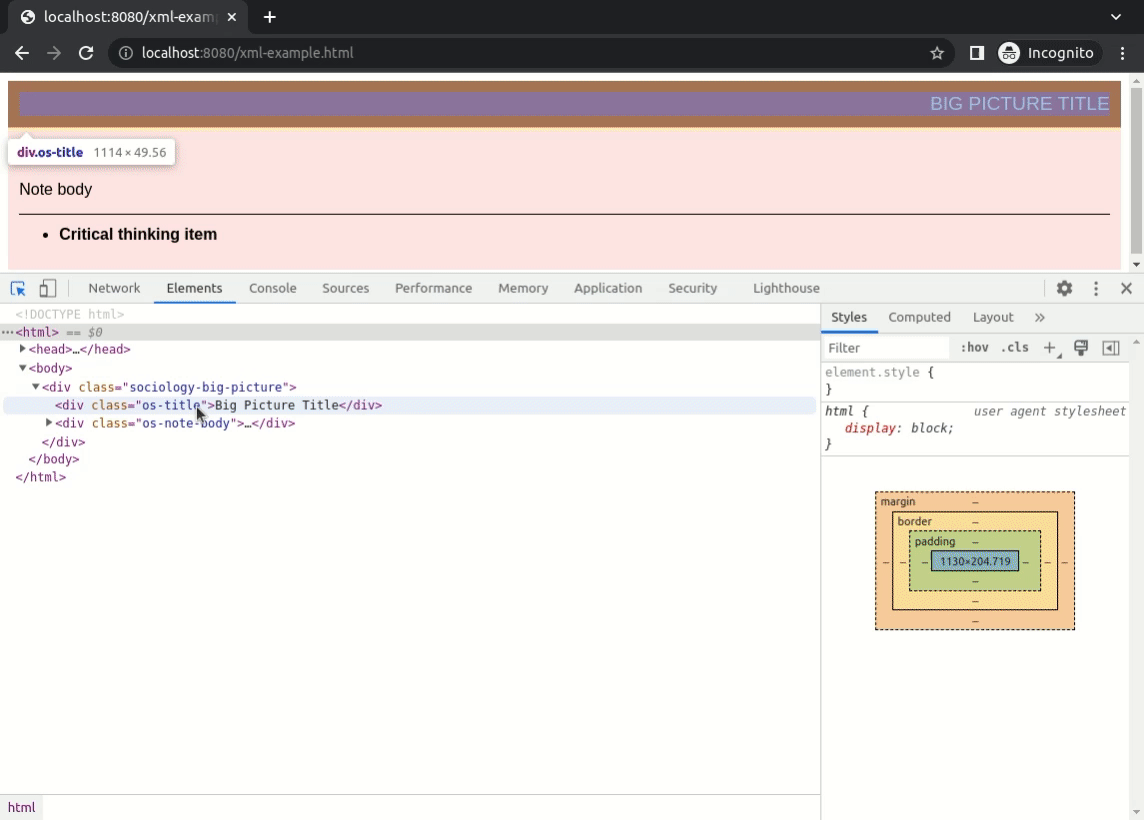 localhost:8080/xml-exam
localhost:8080/xml-example.html
Incognito
BIG PICTURE TITLE
div.os-title 1114 × 49.56
Note body
• Critical thinking item
Network Elements Console Sources Performance Memory Application Security Lighthouse
<!DOCTYPE html>
···<html> == $0
<head>…</head>
<body>
<div class="sociology-big-picture">
<div class="os-title">Big Picture Title</div>
<div class="os-note-body">…</div>
</div>
</body>
</html>
html
Styles Computed Layout »
Filter :hov .cls +
element.style {
}
html { user agent stylesheet
display: block;
}
margin –
border –
padding –
– – – 1130×204.719 – – –
–
–
–